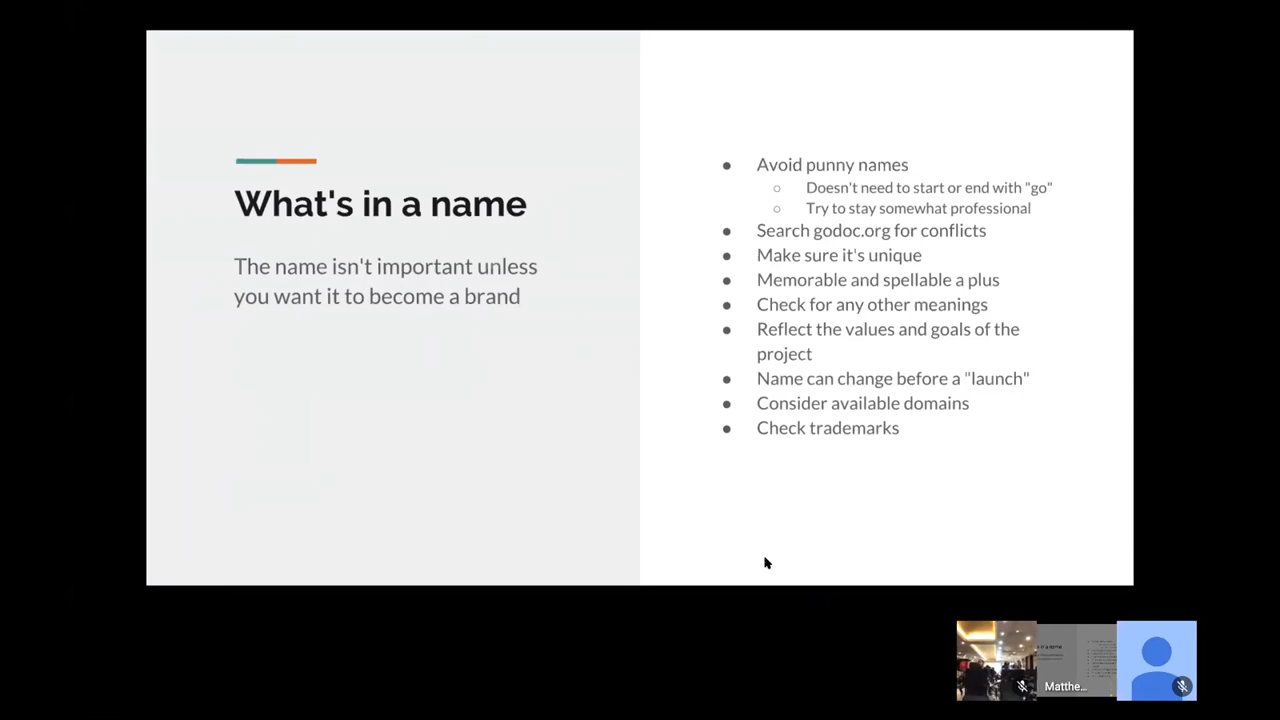 What's in a name
The name isn't important unless
you want it to become a brand
● Avoid punny names
○ Doesn't need to start or end with "go"
○ Try to stay somewhat professional
● Search godoc.org for conflicts
● Make sure it's unique
● Memorable and spellable a plus
● Check for any other meanings
● Reflect the values and goals of the
project
● Name can change before a "launch"
● Consider available domains
● Check trademarks
Matthe...